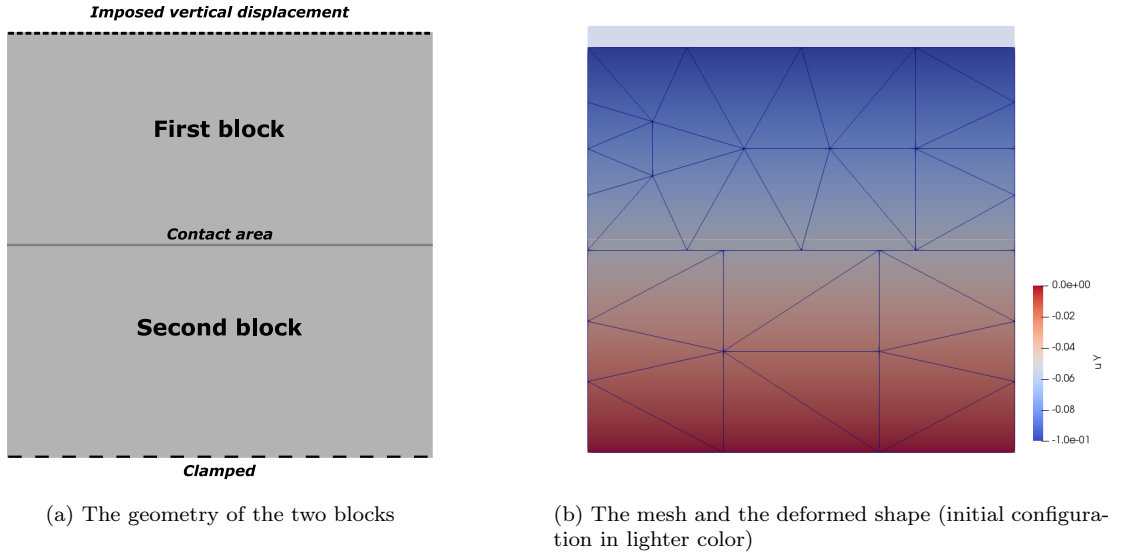 Imposed vertical displacement
First block
Contact area
Second block
Clamped
0.0e+00
-0.02
-0.04
-0.06
-0.08
-1.0e-01
uY
(a) The geometry of the two blocks
(b) The mesh and the deformed shape (initial configura-
tion in lighter color)